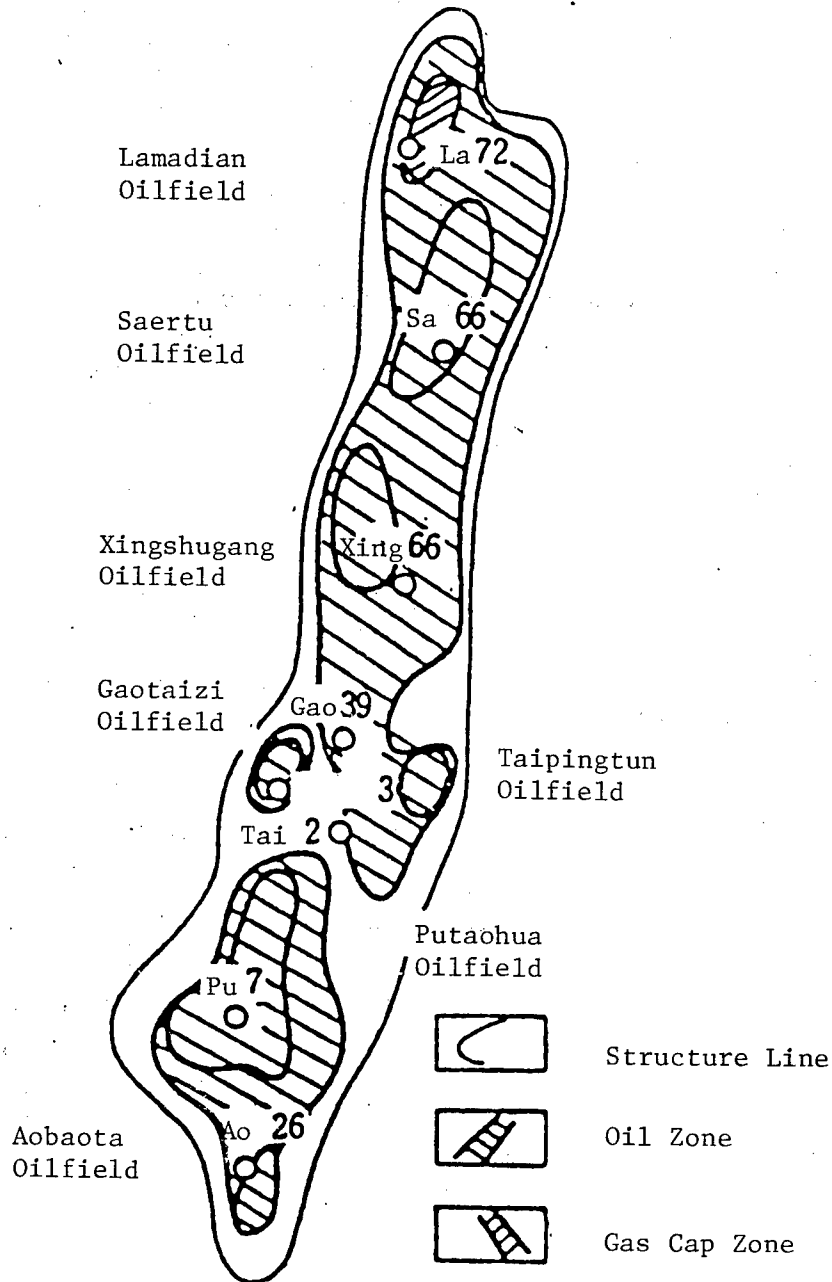 Lamadian
Oilfield
La 72
Saertu
Oilfield
Sa 66
Xingshugang
Oilfield
Xing 66
Gaotaizi
Oilfield
Gao 39
Taipingtun
Oilfield
3
Tai 2
Putaohua
Oilfield
Pu 7
Structure Line
Aobaota
Oilfield
Ao 26
Oil Zone
Gas Cap Zone